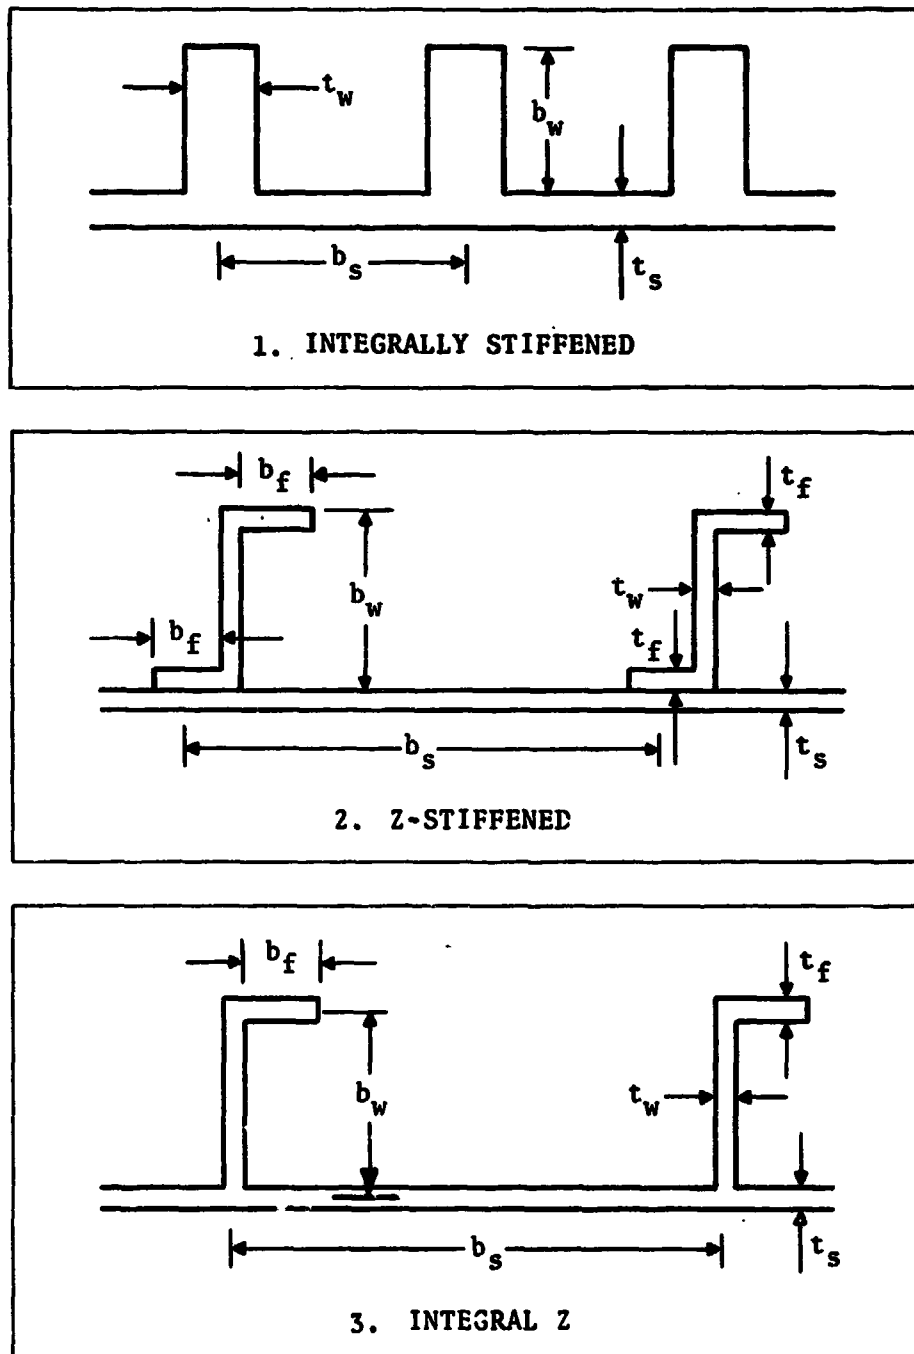 t_w
b_w
b_s
t_s
1. INTEGRALLY STIFFENED
b_f
t_f
b_w
t_w
b_f
t_f
b_s
t_s
2. Z-STIFFENED
b_f
t_f
b_w
t_w
b_s
t_s
3. INTEGRAL Z